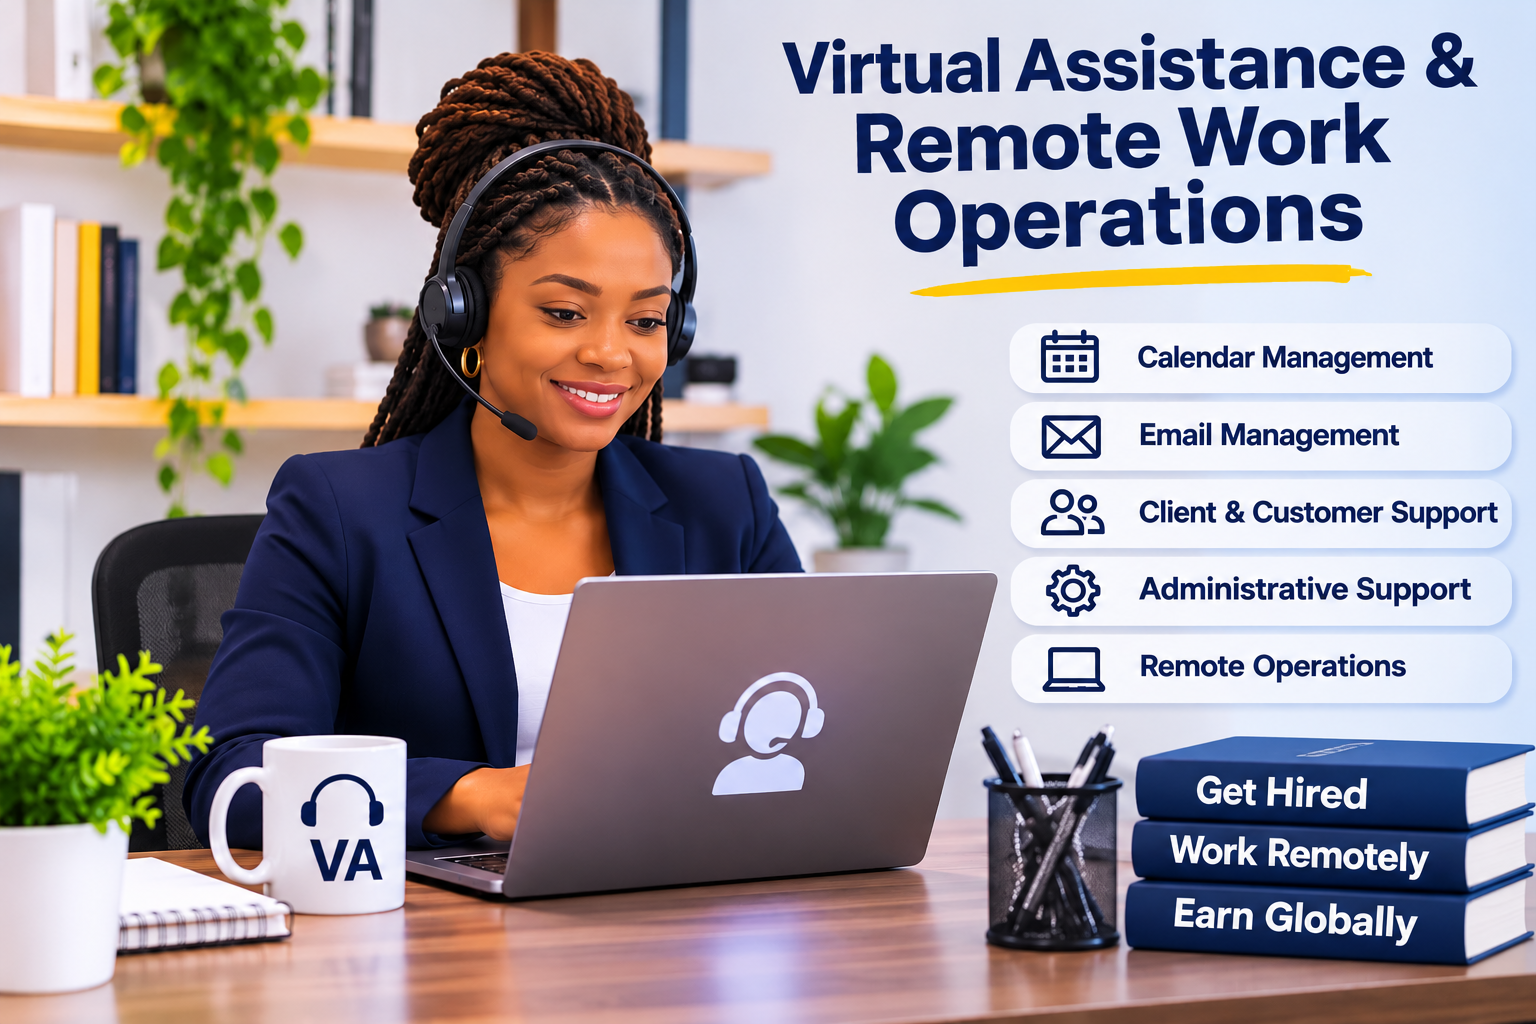 Virtual Assistance &
Remote Work
Operations
Calendar Management
Email Management
Client & Customer Support
Administrative Support
Remote Operations
VA
Get Hired
Work Remotely
Earn Globally